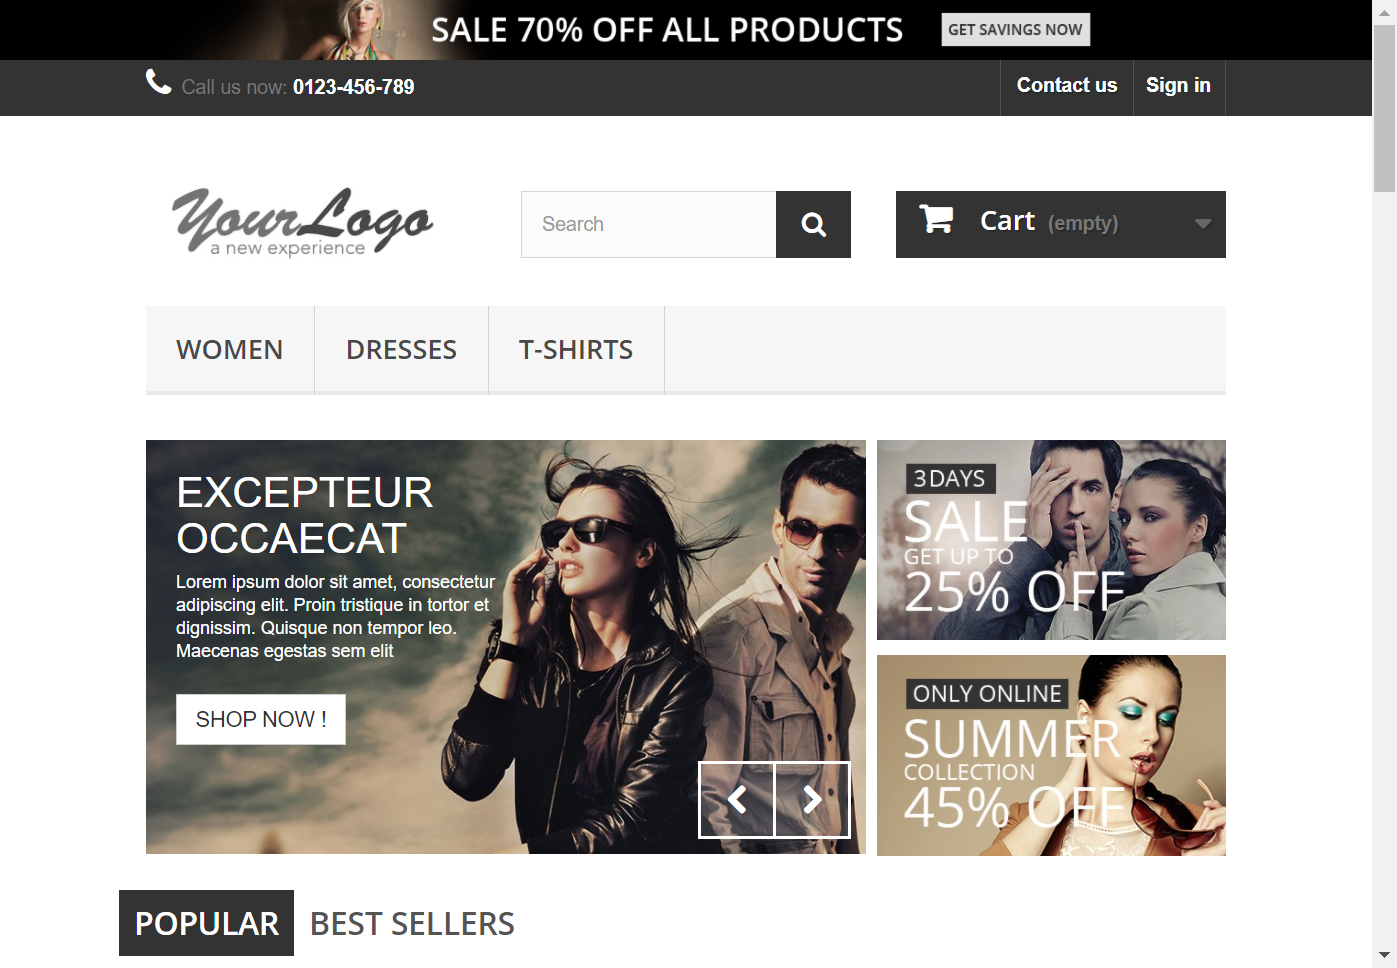 SALE 70% OFF ALL PRODUCTS
GET SAVINGS NOW
Call us now: 0123-456-789
Contact us
Sign in
YourLogo
a new experience
Search
Cart (empty)
WOMEN
DRESSES
T-SHIRTS
EXCEPTEUR
OCCAECAT
Lorem ipsum dolor sit amet, consectetur
adipiscing elit. Proin tristique in tortor et
dignissim. Quisque non tempor leo.
Maecenas egestas sem elit
SHOP NOW !
3DAYS
SALE
GET UP TO
25% OFF
ONLY ONLINE
SUMMER
COLLECTION
45% OFF
POPULAR
BEST SELLERS